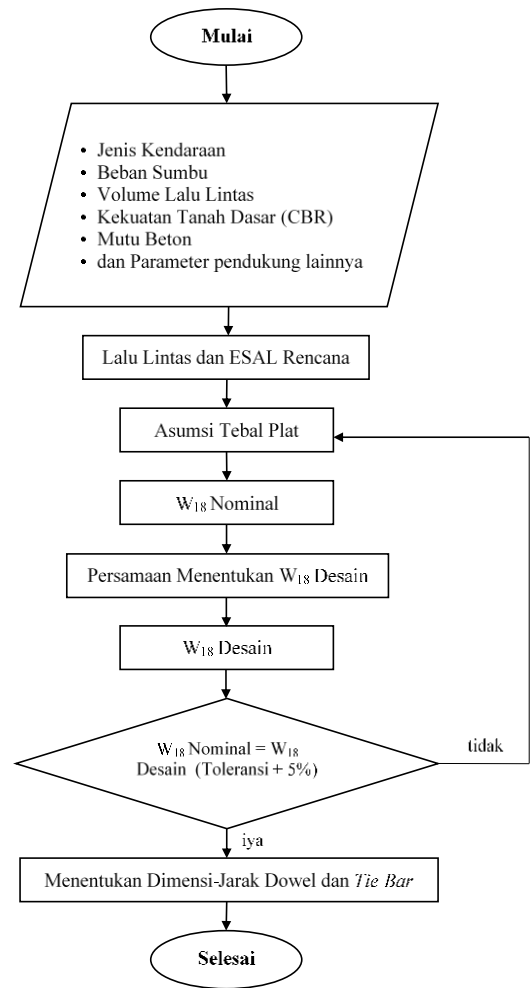 Mulai
• Jenis Kendaraan
• Beban Sumbu
• Volume Lalu Lintas
• Kekuatan Tanah Dasar (CBR)
• Mutu Beton
• dan Parameter pendukung lainnya
Lalu Lintas dan ESAL Rencana
Asumsi Tebal Plat
W₁₈ Nominal
Persamaan Menentukan W₁₈ Desain
W₁₈ Desain
W₁₈ Nominal = W₁₈
Desain (Toleransi + 5%)
tidak
iya
Menentukan Dimensi-Jarak Dowel dan Tie Bar
Selesai